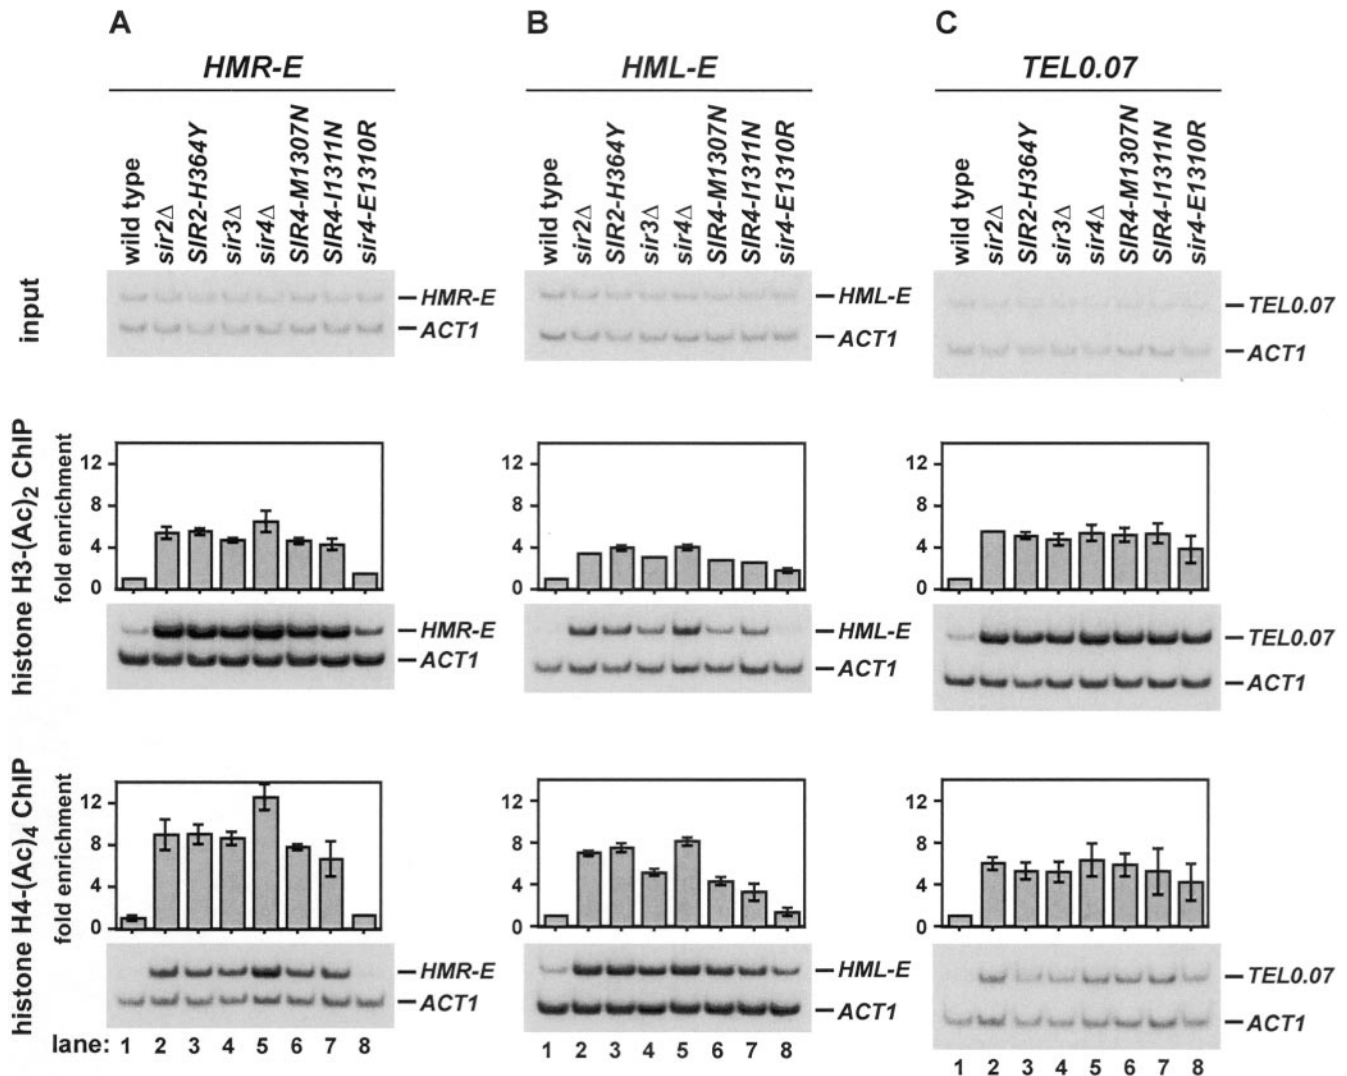 A
B
C
HMR-E
HML-E
TEL0.07
wild type
sir2Δ
SIR2-H364Y
sir3Δ
sir4Δ
SIR4-M1307N
SIR4-I1311N
sir4-E1310R
wild type
sir2Δ
SIR2-H364Y
sir3Δ
sir4Δ
SIR4-M1307N
SIR4-I1311N
sir4-E1310R
wild type
sir2Δ
SIR2-H364Y
sir3Δ
sir4Δ
SIR4-M1307N
SIR4-I1311N
sir4-E1310R
input
HMR-E
ACT1
HML-E
ACT1
TEL0.07
ACT1
histone H3-(Ac)2 ChIP
fold enrichment
12
8
4
0
12
8
4
0
12
8
4
0
HMR-E
ACT1
HML-E
ACT1
TEL0.07
ACT1
histone H4-(Ac)4 ChIP
fold enrichment
12
8
4
0
12
8
4
0
12
8
4
0
HMR-E
ACT1
HML-E
ACT1
TEL0.07
ACT1
lane: 1 2 3 4 5 6 7 8
1 2 3 4 5 6 7 8
1 2 3 4 5 6 7 8